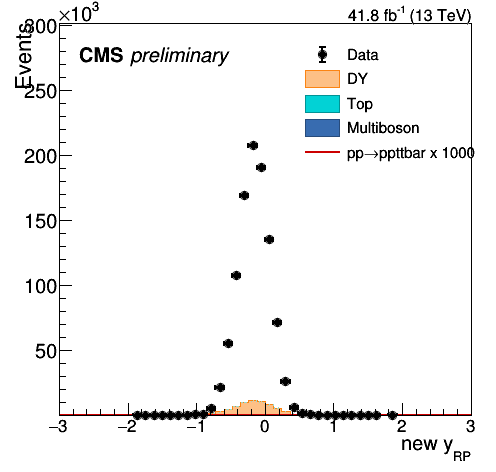 ×10³
41.8 fb⁻¹ (13 TeV)
Events
300
CMS preliminary
Data
DY
Top
Multiboson
pp→ppttbar x 1000
250
200
150
100
50
−3 −2 −1 0 1 2 3
new y_RP